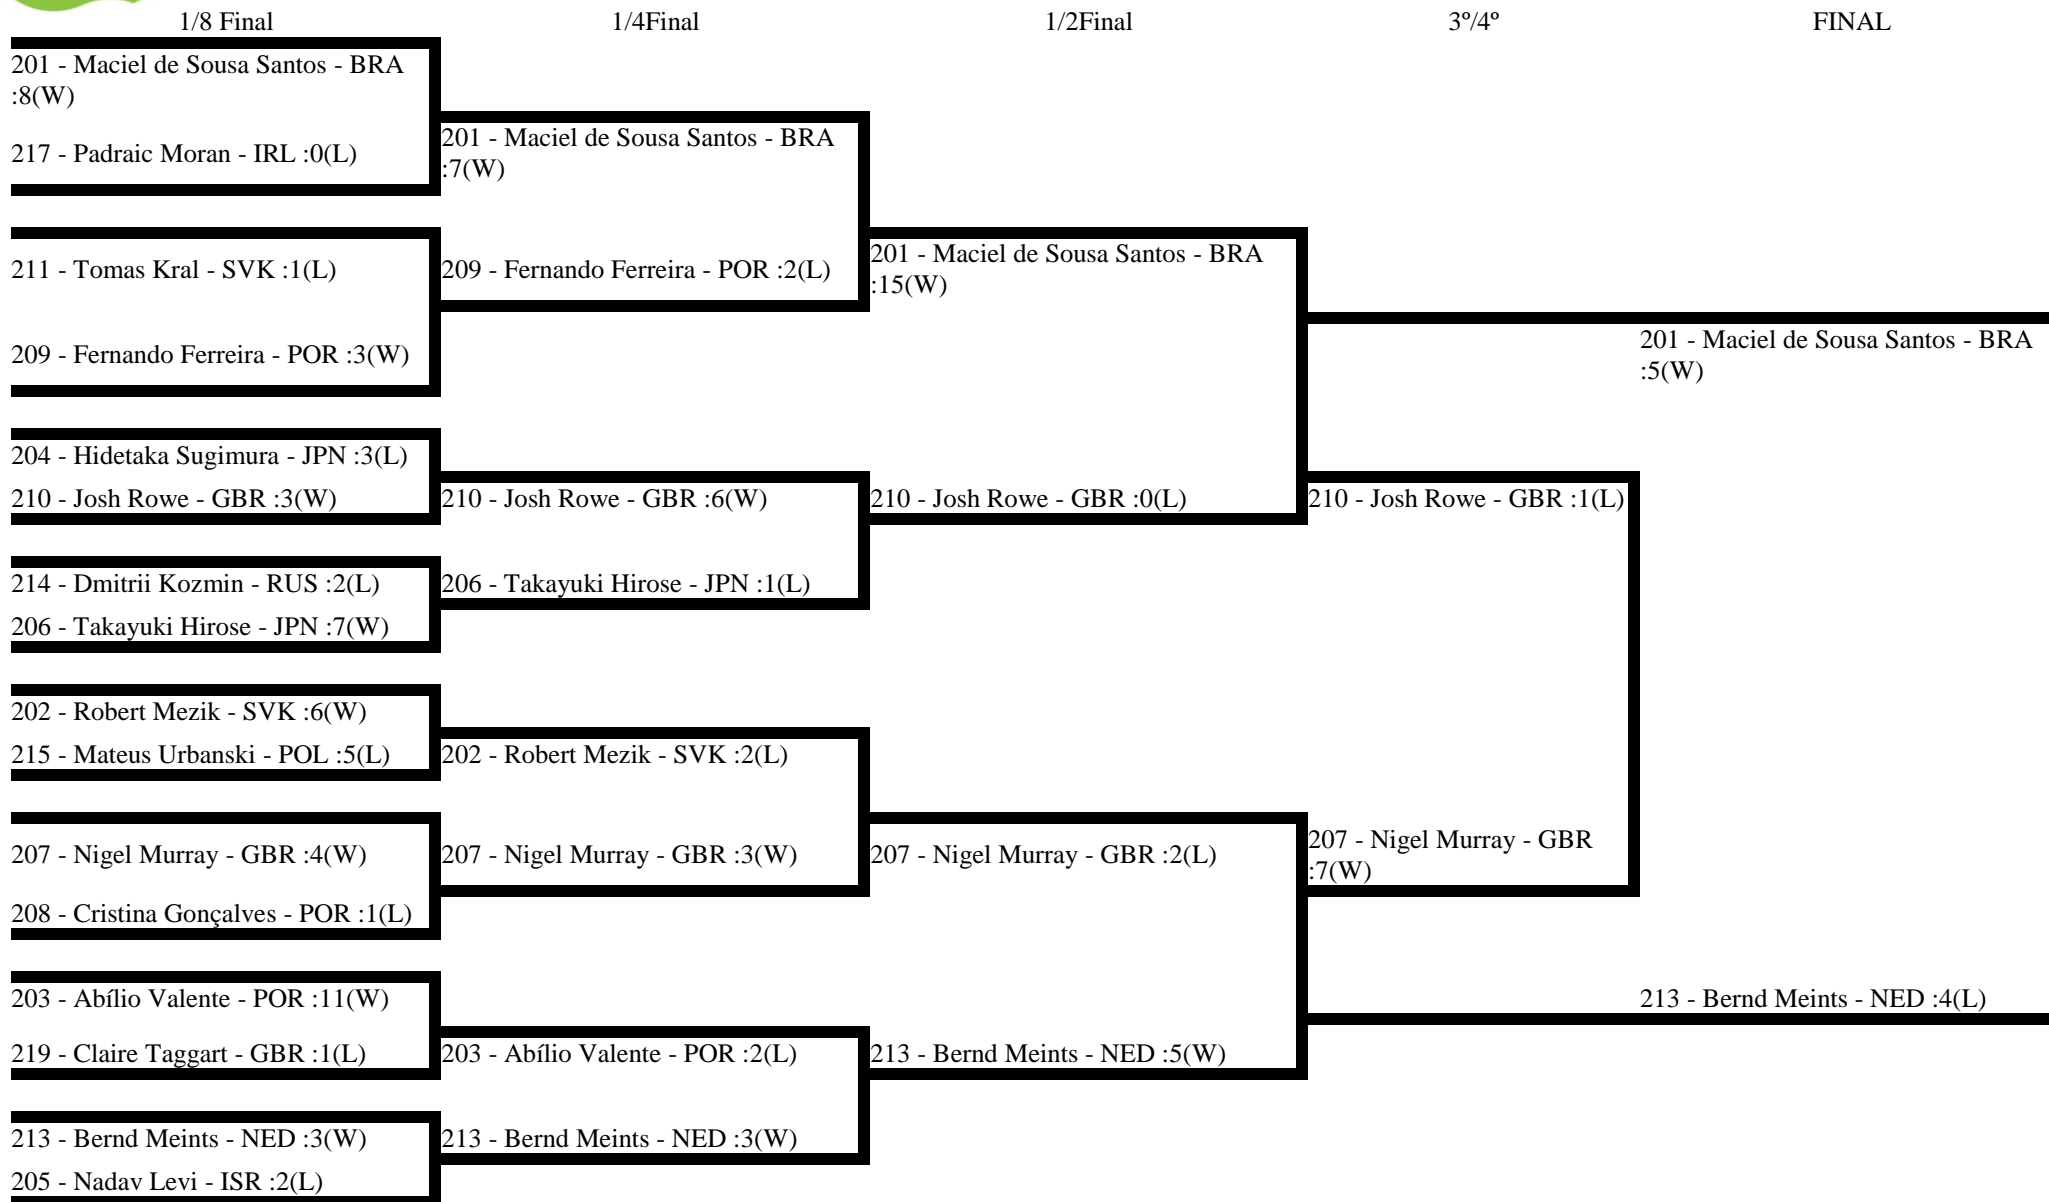 1/8 Final
1/4Final
1/2Final
3º/4º
FINAL
201 - Maciel de Sousa Santos - BRA
:8(W)
217 - Padraic Moran - IRL :0(L)
211 - Tomas Kral - SVK :1(L)
209 - Fernando Ferreira - POR :3(W)
204 - Hidetaka Sugimura - JPN :3(L)
210 - Josh Rowe - GBR :3(W)
214 - Dmitrii Kozmin - RUS :2(L)
206 - Takayuki Hirose - JPN :7(W)
202 - Robert Mezik - SVK :6(W)
215 - Mateus Urbanski - POL :5(L)
207 - Nigel Murray - GBR :4(W)
208 - Cristina Gonçalves - POR :1(L)
203 - Abílio Valente - POR :11(W)
219 - Claire Taggart - GBR :1(L)
213 - Bernd Meints - NED :3(W)
205 - Nadav Levi - ISR :2(L)
201 - Maciel de Sousa Santos - BRA
:7(W)
209 - Fernando Ferreira - POR :2(L)
210 - Josh Rowe - GBR :6(W)
206 - Takayuki Hirose - JPN :1(L)
202 - Robert Mezik - SVK :2(L)
207 - Nigel Murray - GBR :3(W)
203 - Abílio Valente - POR :2(L)
213 - Bernd Meints - NED :3(W)
201 - Maciel de Sousa Santos - BRA
:15(W)
210 - Josh Rowe - GBR :0(L)
207 - Nigel Murray - GBR :2(L)
213 - Bernd Meints - NED :5(W)
210 - Josh Rowe - GBR :1(L)
207 - Nigel Murray - GBR
:7(W)
201 - Maciel de Sousa Santos - BRA
:5(W)
213 - Bernd Meints - NED :4(L)